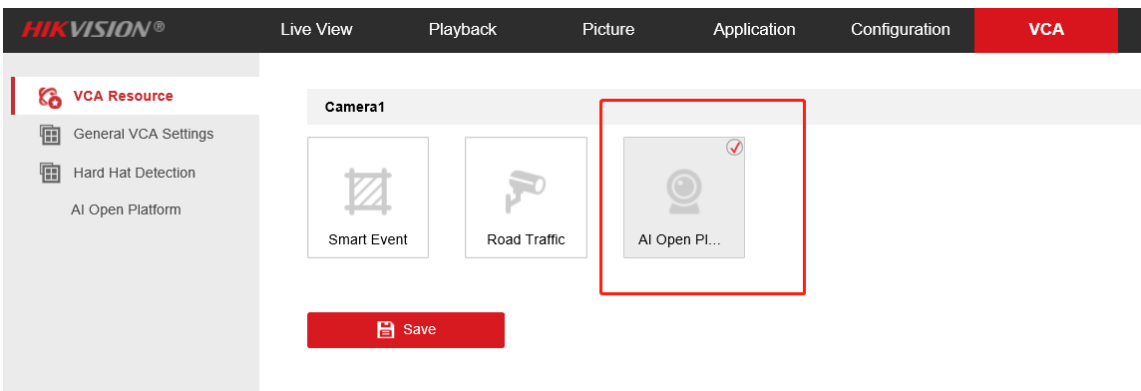 HIKVISION® Live View Playback Picture Application Configuration VCA
VCA Resource
General VCA Settings
Hard Hat Detection
AI Open Platform
Camera1
Smart Event Road Traffic AI Open Pl...
Save